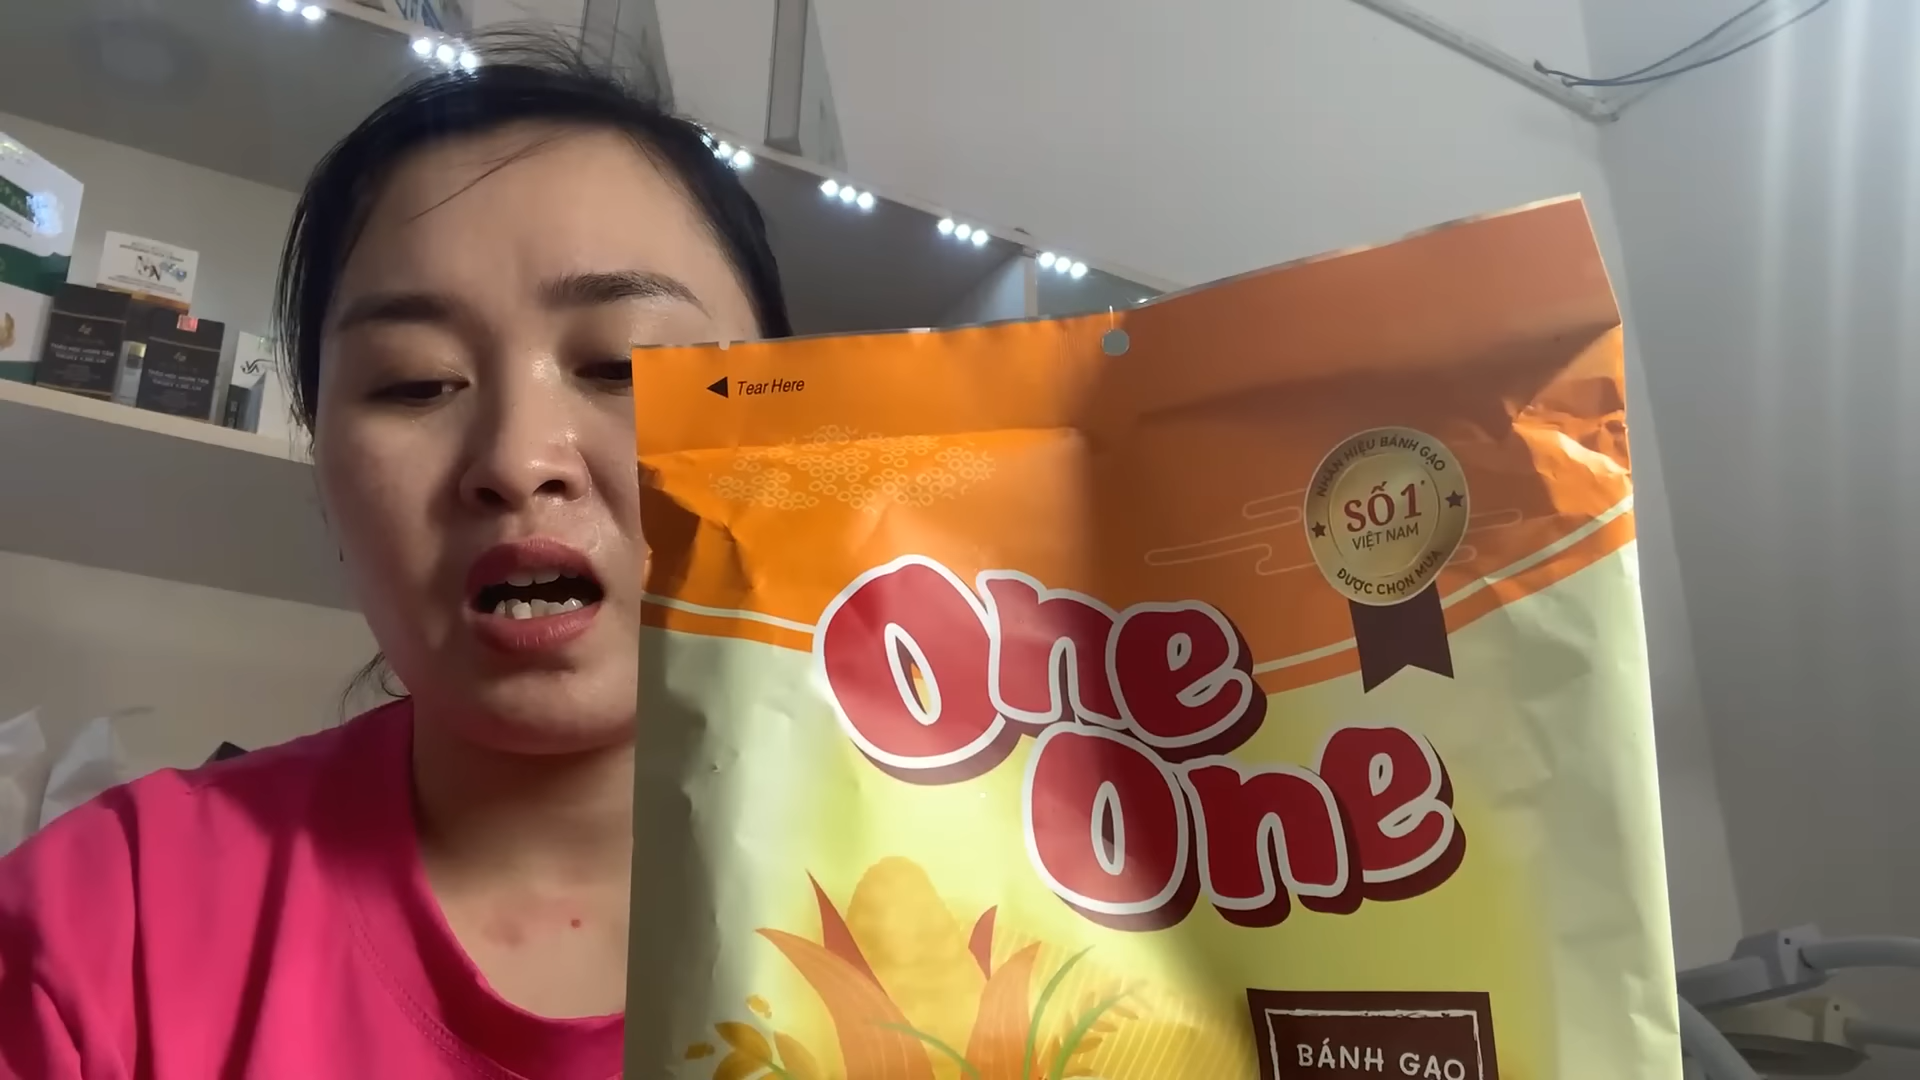 Tear Here
NHÃN HIỆU BÁNH GẠO
SỐ 1*
VIỆT NAM
ĐƯỢC CHỌN MUA
One
One
BÁNH GẠO